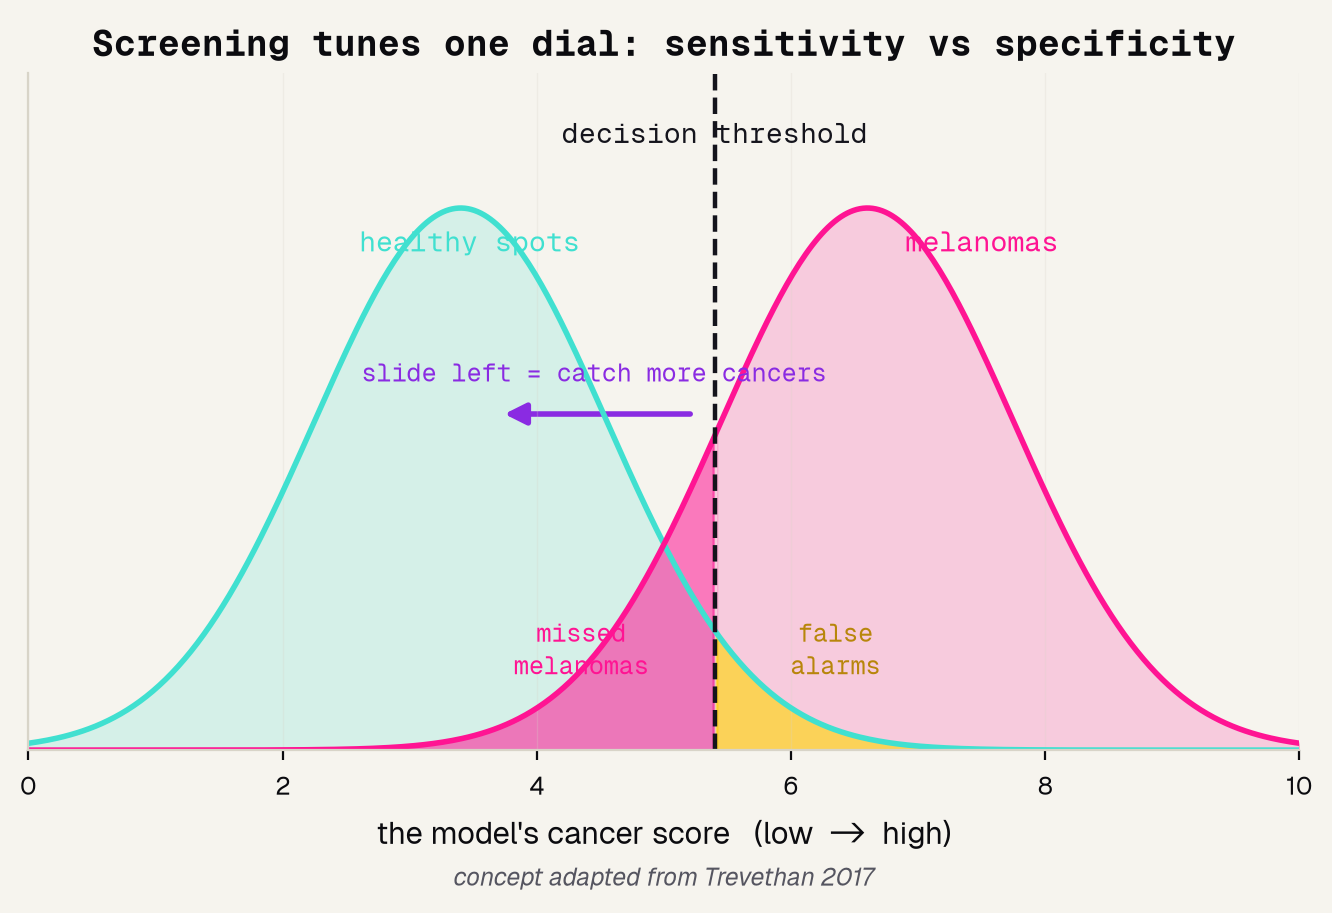 Screening tunes one dial: sensitivity vs specificity
decision threshold
healthy spots
melanomas
slide left = catch more cancers
missed
melanomas
false
alarms
0 2 4 6 8 10
the model's cancer score (low → high)
concept adapted from Trevethan 2017